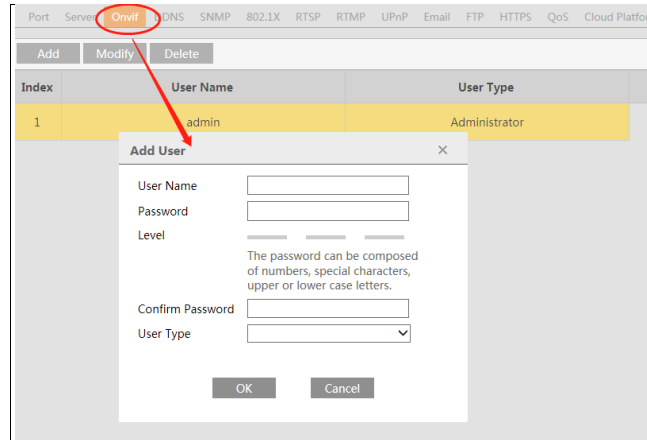 Port Server Onvif DDNS SNMP 802.1X RTSP RTMP UPnP Email FTP HTTPS QoS Cloud
Add Modify Delete
Index User Name User Type
1 admin Administrator
Add User ×
User Name
Password
Level
The password can be composed
of numbers, special characters,
upper or lower case letters.
Confirm Password
User Type
OK Cancel